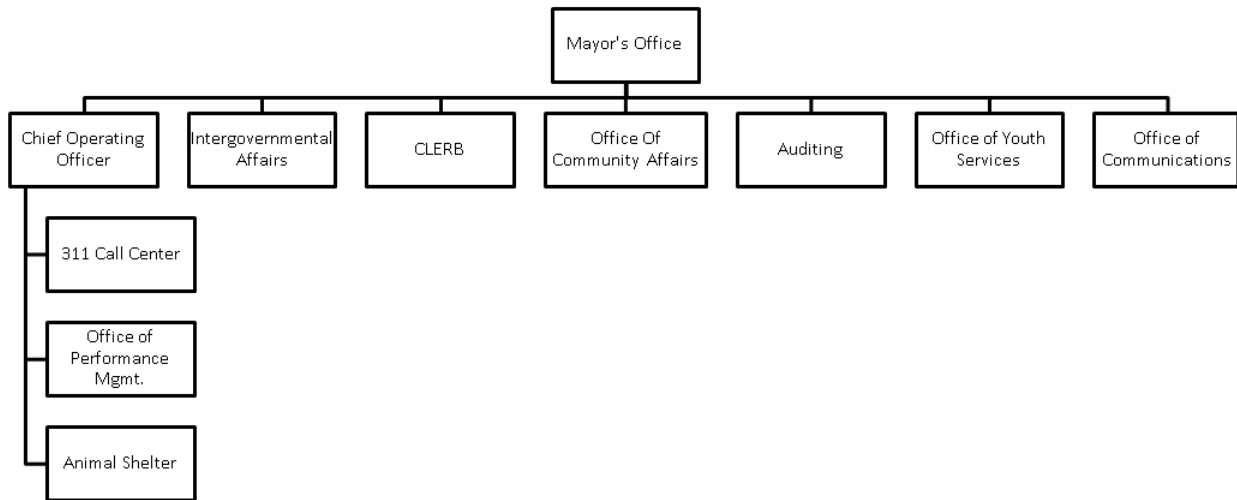 Mayor's Office
Chief Operating
Officer
Intergovernmental
Affairs
CLERB
Office Of
Community Affairs
Auditing
Office of Youth
Services
Office of
Communications
311 Call Center
Office of
Performance
Mgmt.
Animal Shelter